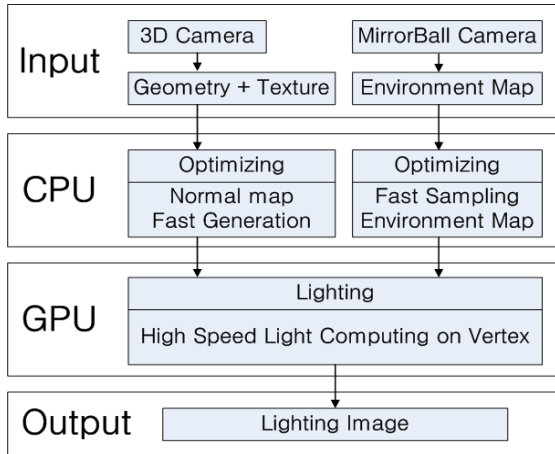 Input
3D Camera
MirrorBall Camera
Geometry + Texture
Environment Map
CPU
Optimizing
Normal map
Fast Generation
Optimizing
Fast Sampling
Environment Map
GPU
Lighting
High Speed Light Computing on Vertex
Output
Lighting Image